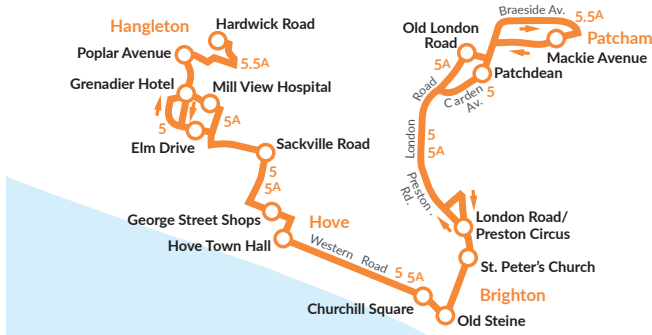 Hardwick Road
Hangleton
Poplar Avenue
5.5A
Grenadier Hotel
Mill View Hospital
5
5A
Elm Drive
Sackville Road
5
5A
George Street Shops
Hove
Hove Town Hall
Western Road
5 5A
Churchill Square
Old Steine
Brighton
St. Peter's Church
London Road/
Preston Circus
Preston
Rd.
London
Road
5
5A
Carden
Av.
5
5A
Old London
Road
Patchdean
Braeside Av.
5.5A
Patcham
Mackie Avenue